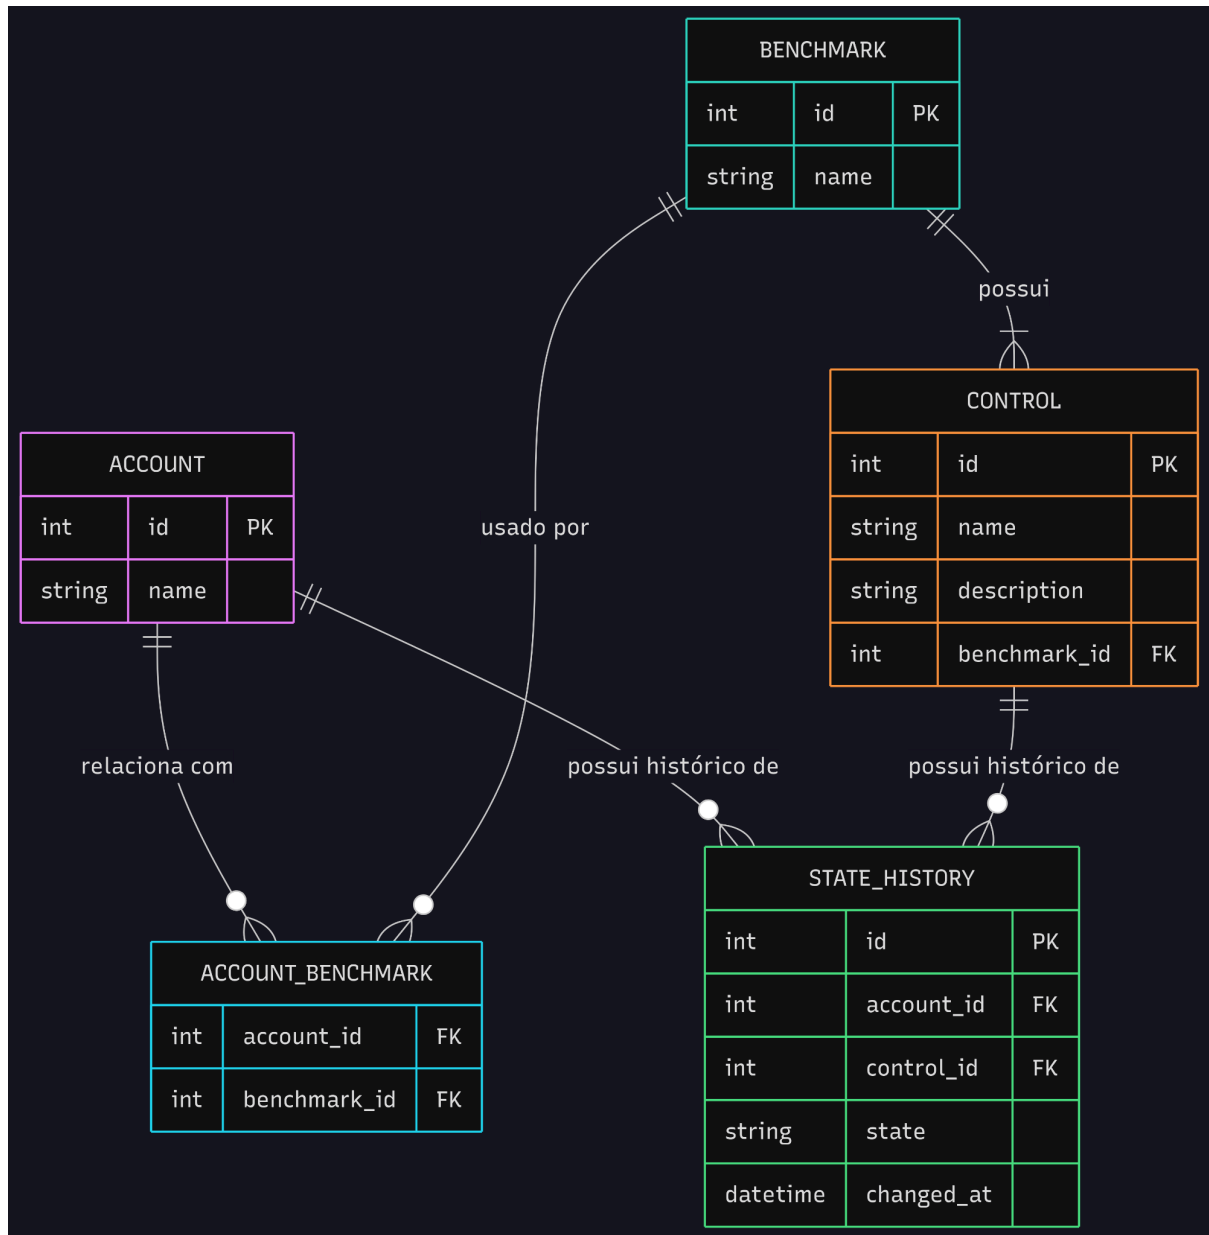 BENCHMARK
int id PK
string name
possui
CONTROL
int id PK
string name
string description
int benchmark_id FK
ACCOUNT
int id PK
string name
usado por
relaciona com
possui histórico de
possui histórico de
STATE_HISTORY
int id PK
int account_id FK
int control_id FK
string state
datetime changed_at
ACCOUNT_BENCHMARK
int account_id FK
int benchmark_id FK